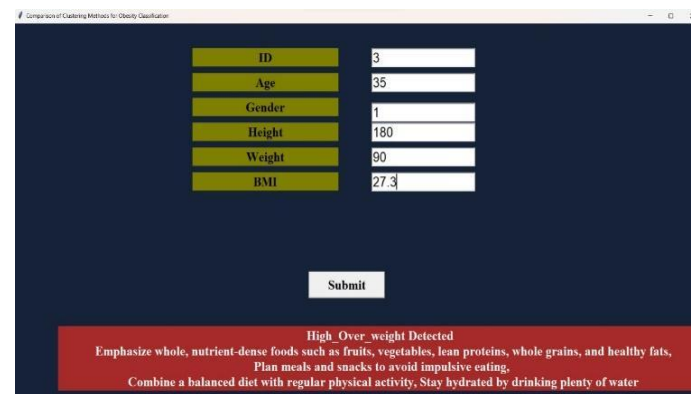 Comparison of Clustering Methods for Obesity Classification
ID 3
Age 35
Gender 1
Height 180
Weight 90
BMI 27.3
Submit
High_Over_weight Detected
Emphasize whole, nutrient-dense foods such as fruits, vegetables, lean proteins, whole grains, and healthy fats,
Plan meals and snacks to avoid impulsive eating,
Combine a balanced diet with regular physical activity, Stay hydrated by drinking plenty of water